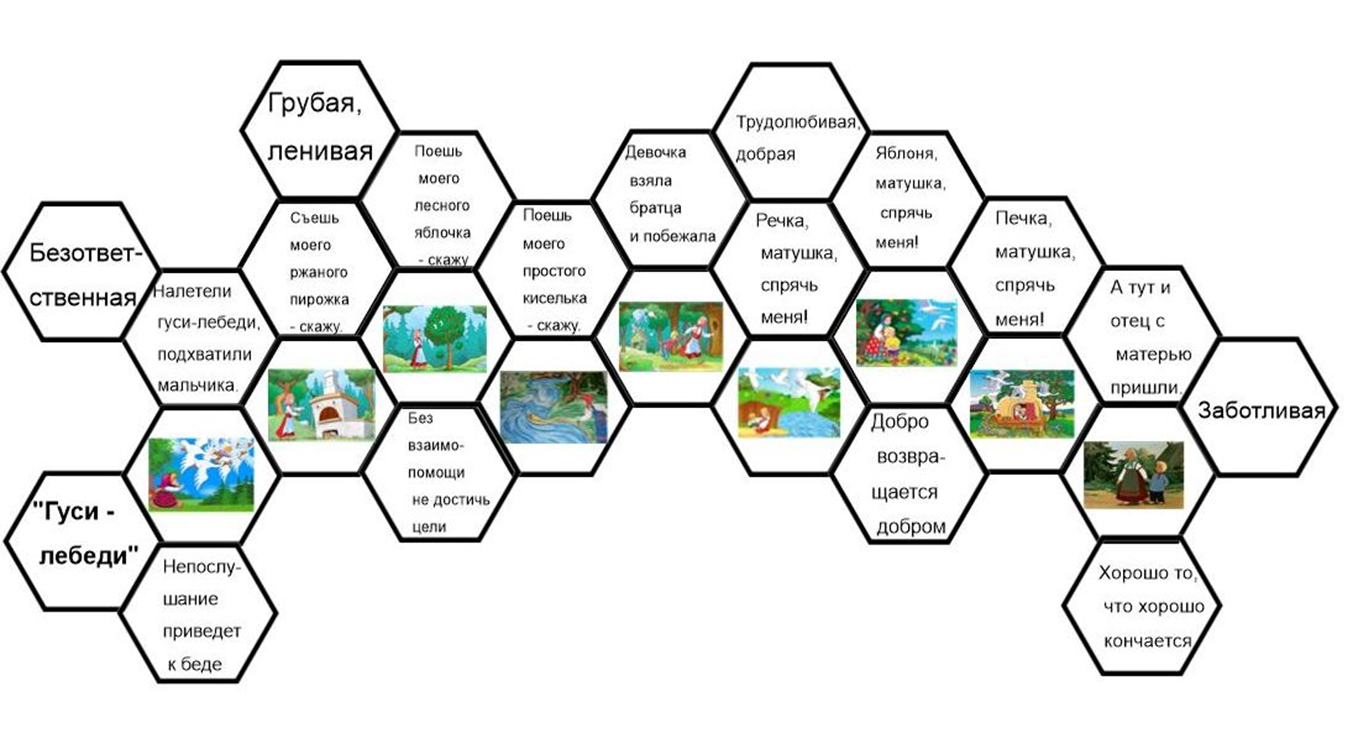 Грубая,
ленивая
Трудолюбивая,
добрая
Поешь
моего
лесного
яблочка
- скажу
Девочка
взяла
братца
и побежала
Яблоня,
матушка,
спрячь
меня!
Безответ-
ственная
Съешь
моего
ржаного
пирожка
- скажу.
Поешь
моего
простого
киселька
- скажу.
Речка,
матушка,
спрячь
меня!
Печка,
матушка,
спрячь
меня!
Налетели
гуси-лебеди,
подхватили
мальчика.
А тут и
отец с
матерью
пришли.
Заботливая
Без
взаимо-
помощи
не достичь
цели
Добро
возвра-
щается
добром
"Гуси -
лебеди"
Непослу-
шание
приведет
к беде
Хорошо то,
что хорошо
кончается